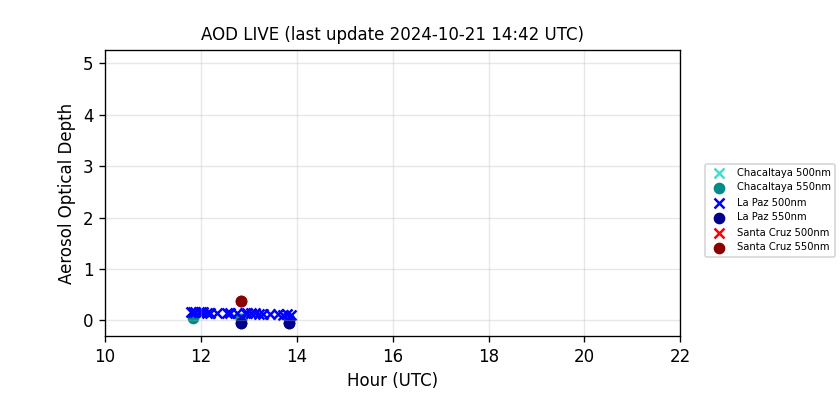 AOD LIVE (last update 2024-10-21 14:42 UTC)
5
4
3
2
1
0
Aerosol Optical Depth
10 12 14 16 18 20 22
Hour (UTC)
Chacaltaya 500nm
Chacaltaya 550nm
La Paz 500nm
La Paz 550nm
Santa Cruz 500nm
Santa Cruz 550nm